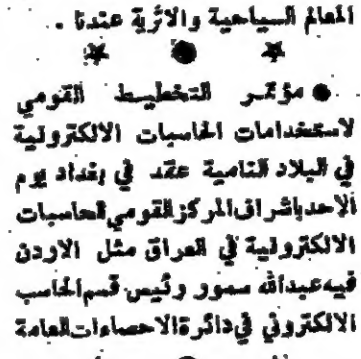 المعالم السياحية والاثرية عندنا .
● مؤتمر التخطيط القومي
لاستخدامات الحاسبات الالكترونية
في البلاد النامية عقد في بغداد يوم
الاحد باشراف المركز القومي للحاسبات
الالكترونية في العراق مثل الاردن
فيه عبدالله سمور رئيس قسم الحاسب
الالكتروني في دائرة الاحصاءات العامة